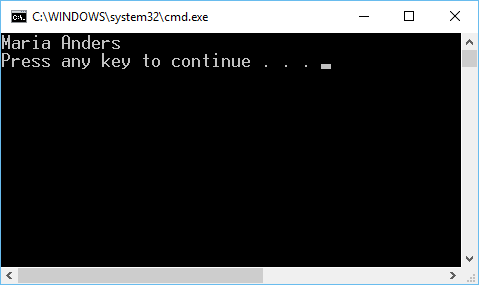 C:\WINDOWS\system32\cmd.exe
Maria Anders
Press any key to continue . . .